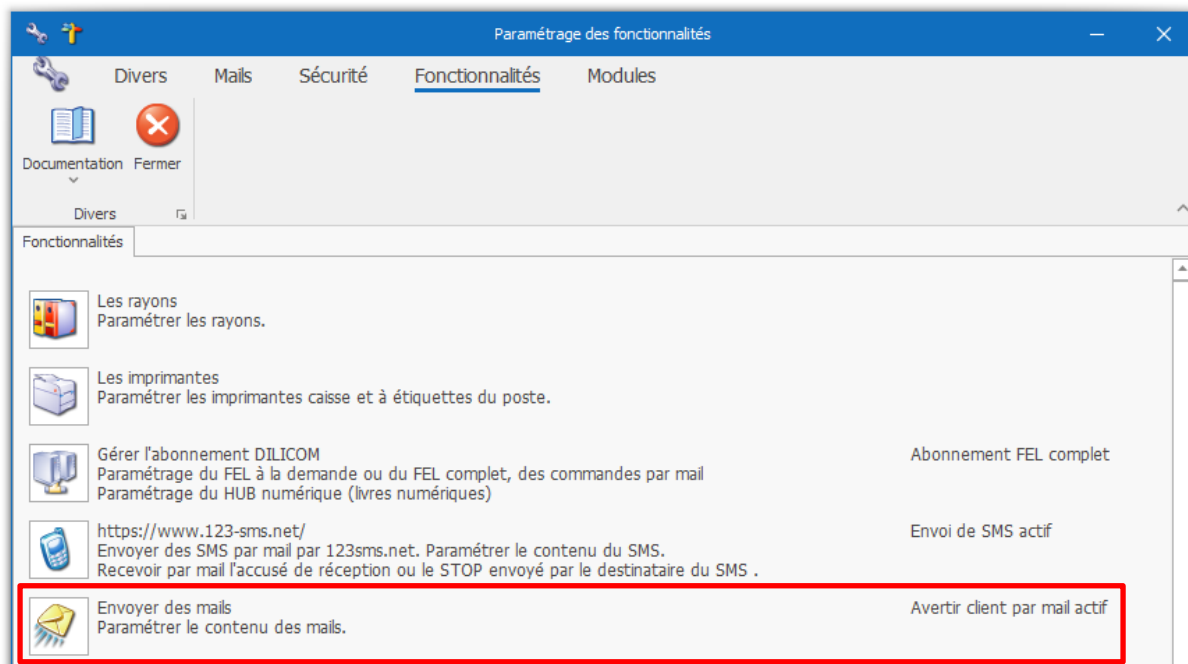 Paramétrage des fonctionnalités
Divers Mails Sécurité Fonctionnalités Modules
Documentation Fermer
Divers
Fonctionnalités
Les rayons
Paramétrer les rayons.
Les imprimantes
Paramétrer les imprimantes caisse et à étiquettes du poste.
Gérer l'abonnement DILICOM Abonnement FEL complet
Paramétrage du FEL à la demande ou du FEL complet, des commandes par mail
Paramétrage du HUB numérique (livres numériques)
https://www.123-sms.net/ Envoi de SMS actif
Envoyer des SMS par mail par 123sms.net. Paramétrer le contenu du SMS.
Recevoir par mail l'accusé de réception ou le STOP envoyé par le destinataire du SMS .
Envoyer des mails Avertir client par mail actif
Paramétrer le contenu des mails.